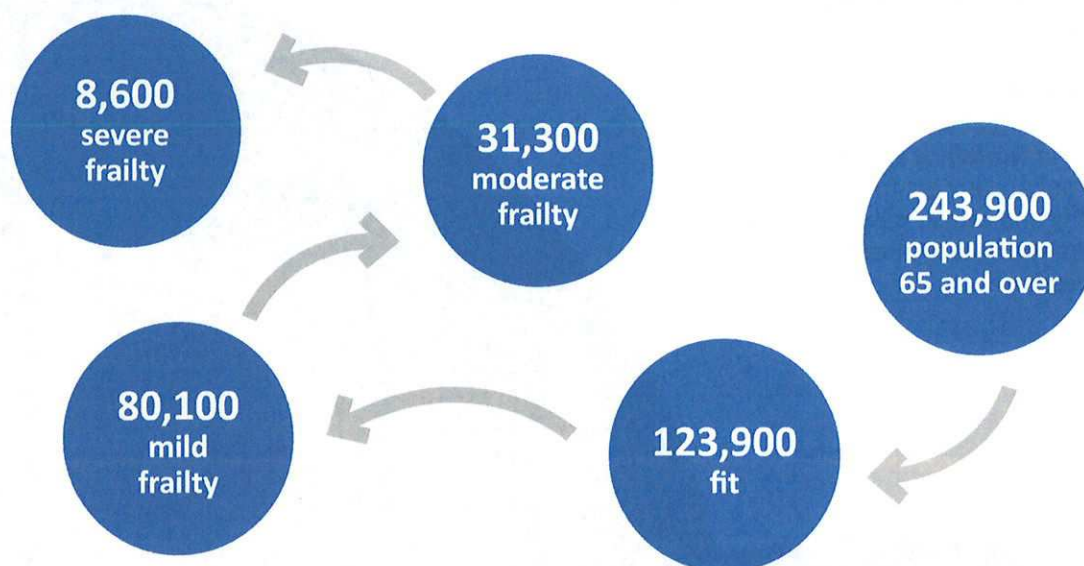 8,600
severe
frailty
31,300
moderate
frailty
243,900
population
65 and over
80,100
mild
frailty
123,900
fit